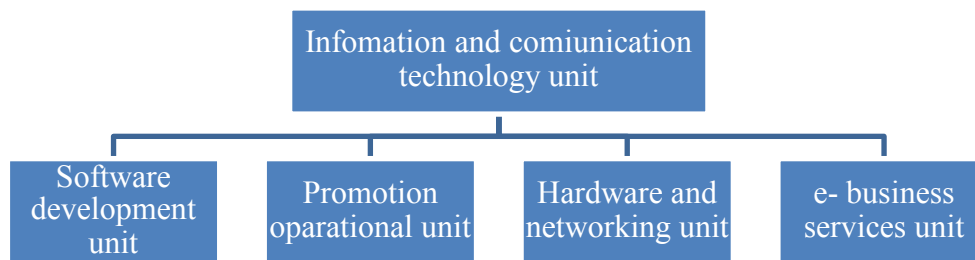 Infomation and comiunication
technology unit
Software
development
unit
Promotion
oparational unit
Hardware and
networking unit
e- business
services unit